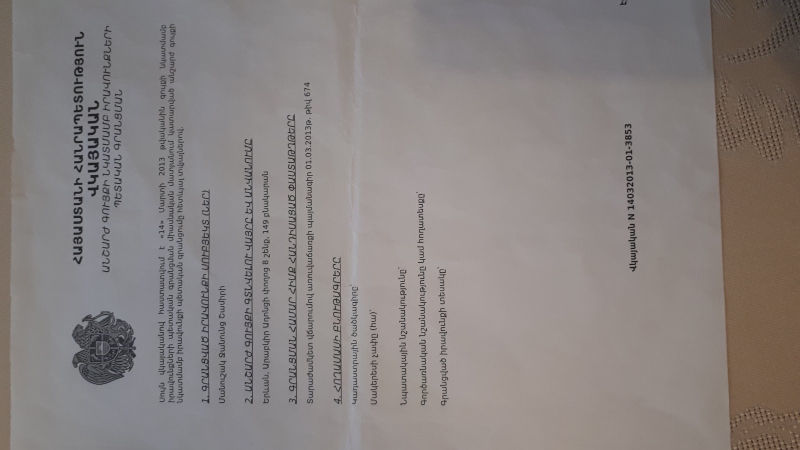 ՀԱՅԱՍՏԱՆԻ ՀԱՆՐԱՊԵՏՈՒԹՅՈՒՆ
ՎԿԱՅԱԿԱՆ
ԱՆՇԱՐԺ ԳՈՒՅՔԻ ՆԿԱՏՄԱՄԲ ԻՐԱՎՈՒՆՔՆԵՐԻ
ՊԵՏԱԿԱՆ ԳՐԱՆՑՄԱՆ
Սույն վկայականով հաստատվում է «14» Մարտի 2013 թվականին գույքի նկատմամբ
իրավունքների պետական գրանցման միասնական մատյանում կատարված անշարժ գույքի
նկատմամբ իրավունքի պետական գրանցումը հետևյալ տվյալներով.
1. ԳՐԱՆՑՎԱԾ ԻՐԱՎՈՒՆՔԻ ՍՈՒԲՅԵԿՏ (ՆԵՐ)
Մանուշակ Ջանունց Շամիրի
2. ԱՆՇԱՐԺ ԳՈՒՅՔԻ ԳՏՆՎԵԼՈՒ ՎԱՅՐԸ ԵՎ ԱՆՎԱՆՈՒՄԸ
Երևան, Արաբկիր Ադոնցի փողոց 8 շենք, 149 բնակարան
3. ԳՐԱՆՑՄԱՆ ՀԱՄԱՐ ՀԻՄՔ ՀԱՆԴԻՍԱՑԱԾ ՓԱՍՏԱԹՂԹԵՐԸ
Տարաժամկետ վճարումով առուվաճառքի պայմանագիր 01.03.2013թ. թիվ 674
4. ՀՈՂԱՄԱՍԻ ԲՆՈՒԹԱԳՐԵՐԸ
Կադաստրային ծածկագիրը՝
Մակերեսի չափը (հա)՝
Նպատակային նշանակությունը՝
Գործառնական նշանակություն կամ հողատեսքը՝
Գրանցված իրավունքի տեսակը՝
Վկայական N 14032013-01-3853